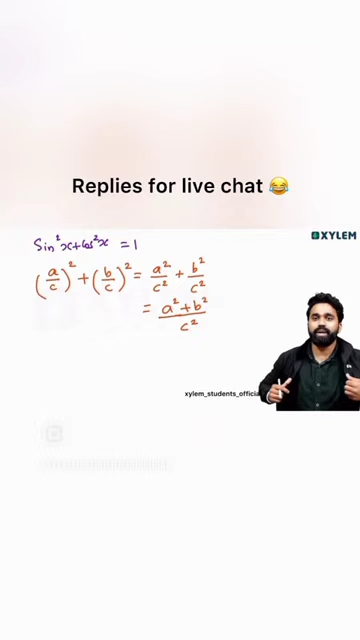 Replies for live chat 😂
XYLEM
Sin²x+cos²x = 1
(a/c)² + (b/c)² = a²/c² + b²/c²
= a² + b²/c²
xylem_students_official